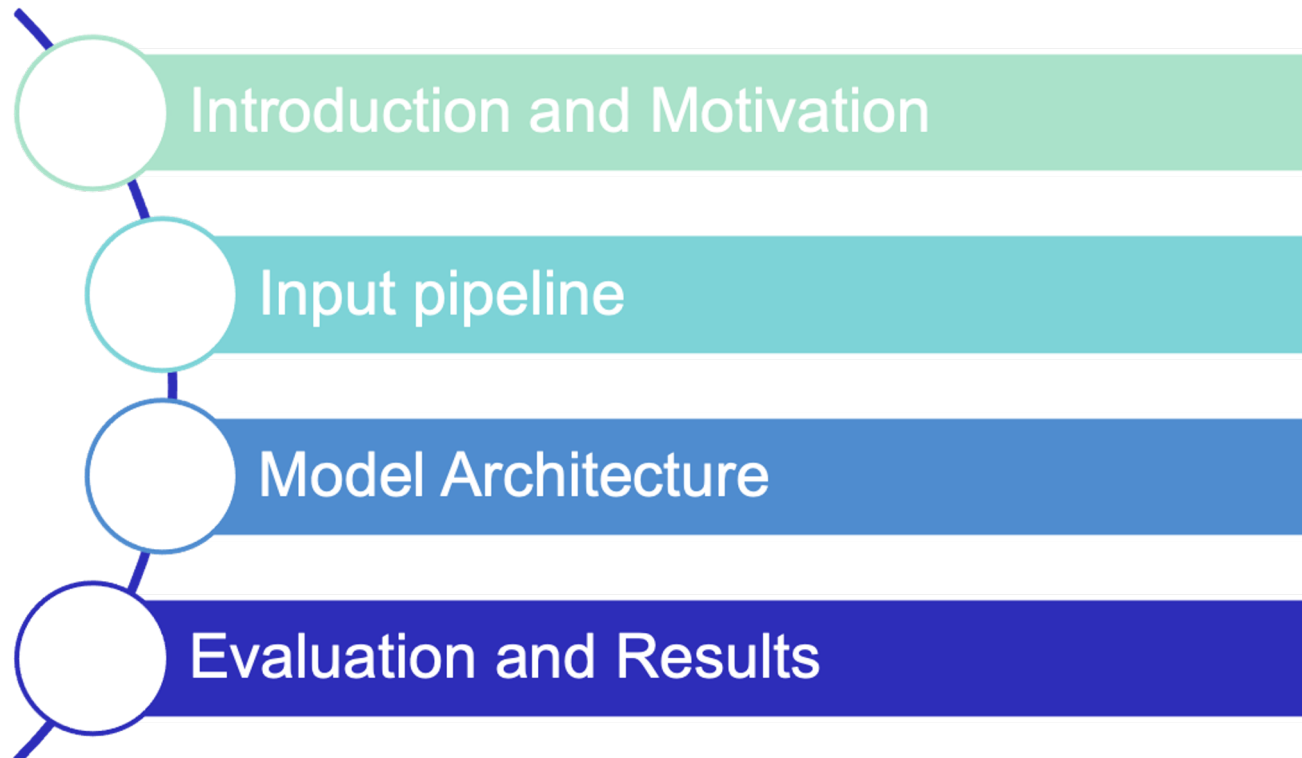 Introduction and Motivation
Input pipeline
Model Architecture
Evaluation and Results